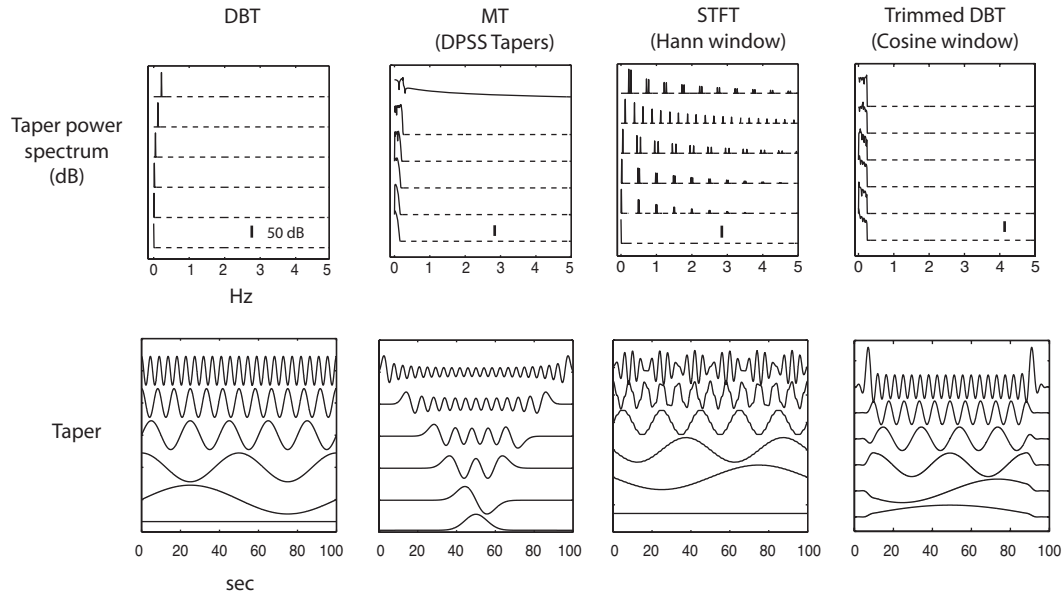 DBT
MT
(DPSS Tapers)
STFT
(Hann window)
Trimmed DBT
(Cosine window)
Taper power
spectrum
(dB)
50 dB
0 1 2 3 4 5
0 1 2 3 4 5
0 1 2 3 4 5
0 1 2 3 4 5
Hz
Taper
0 20 40 60 80 100
0 20 40 60 80 100
0 20 40 60 80 100
0 20 40 60 80 100
sec